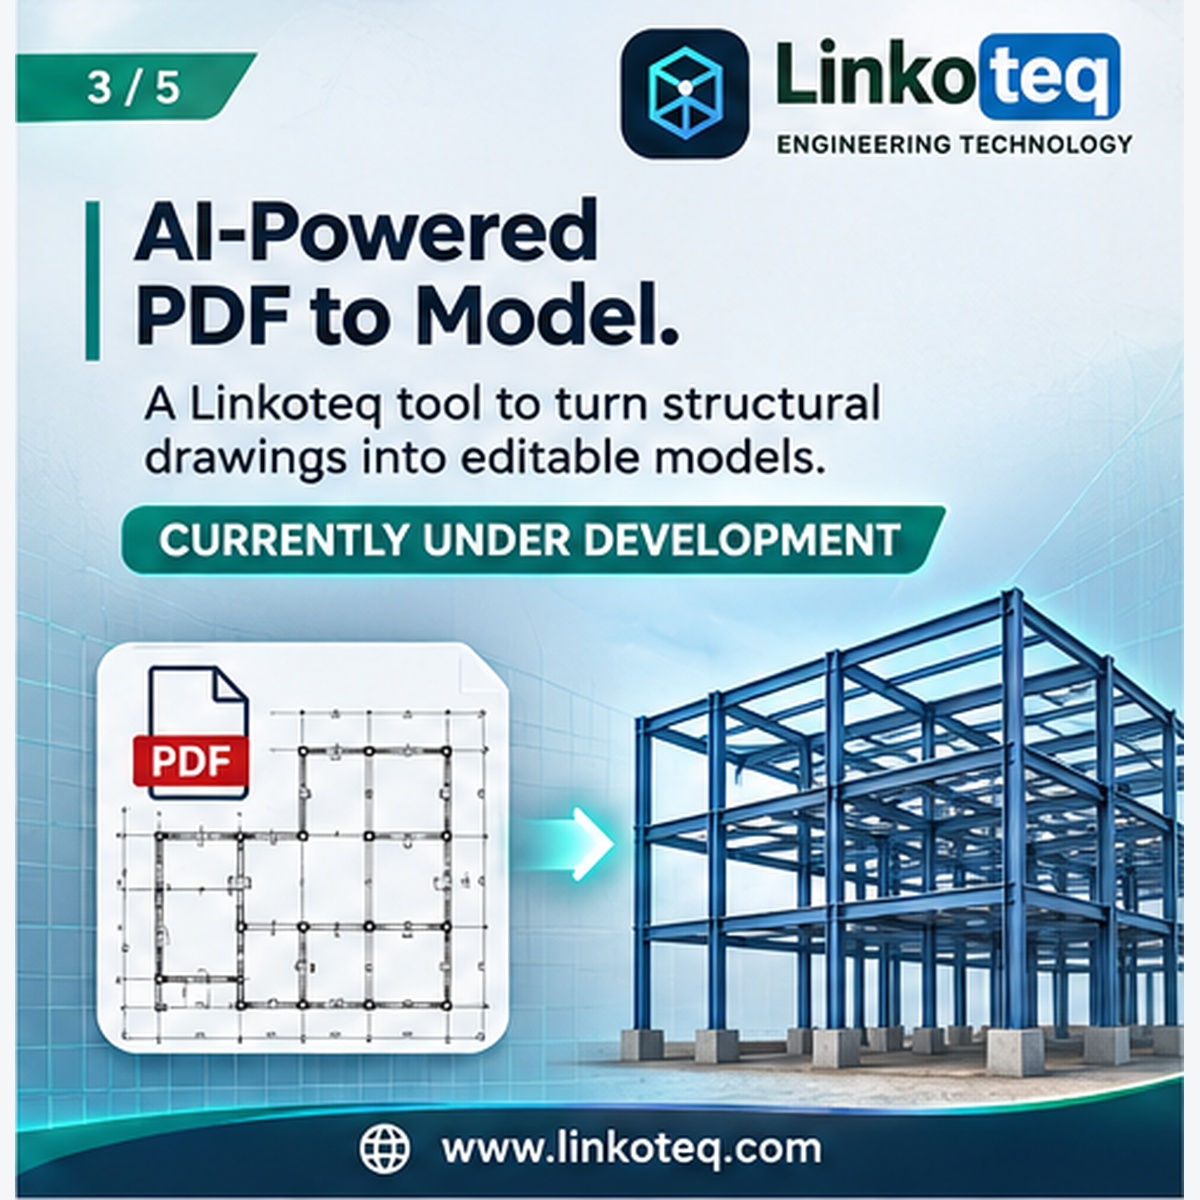 3 / 5
Linkoteq
ENGINEERING TECHNOLOGY
AI-Powered
PDF to Model.
A Linkoteq tool to turn structural
drawings into editable models.
CURRENTLY UNDER DEVELOPMENT
PDF
www.linkoteq.com